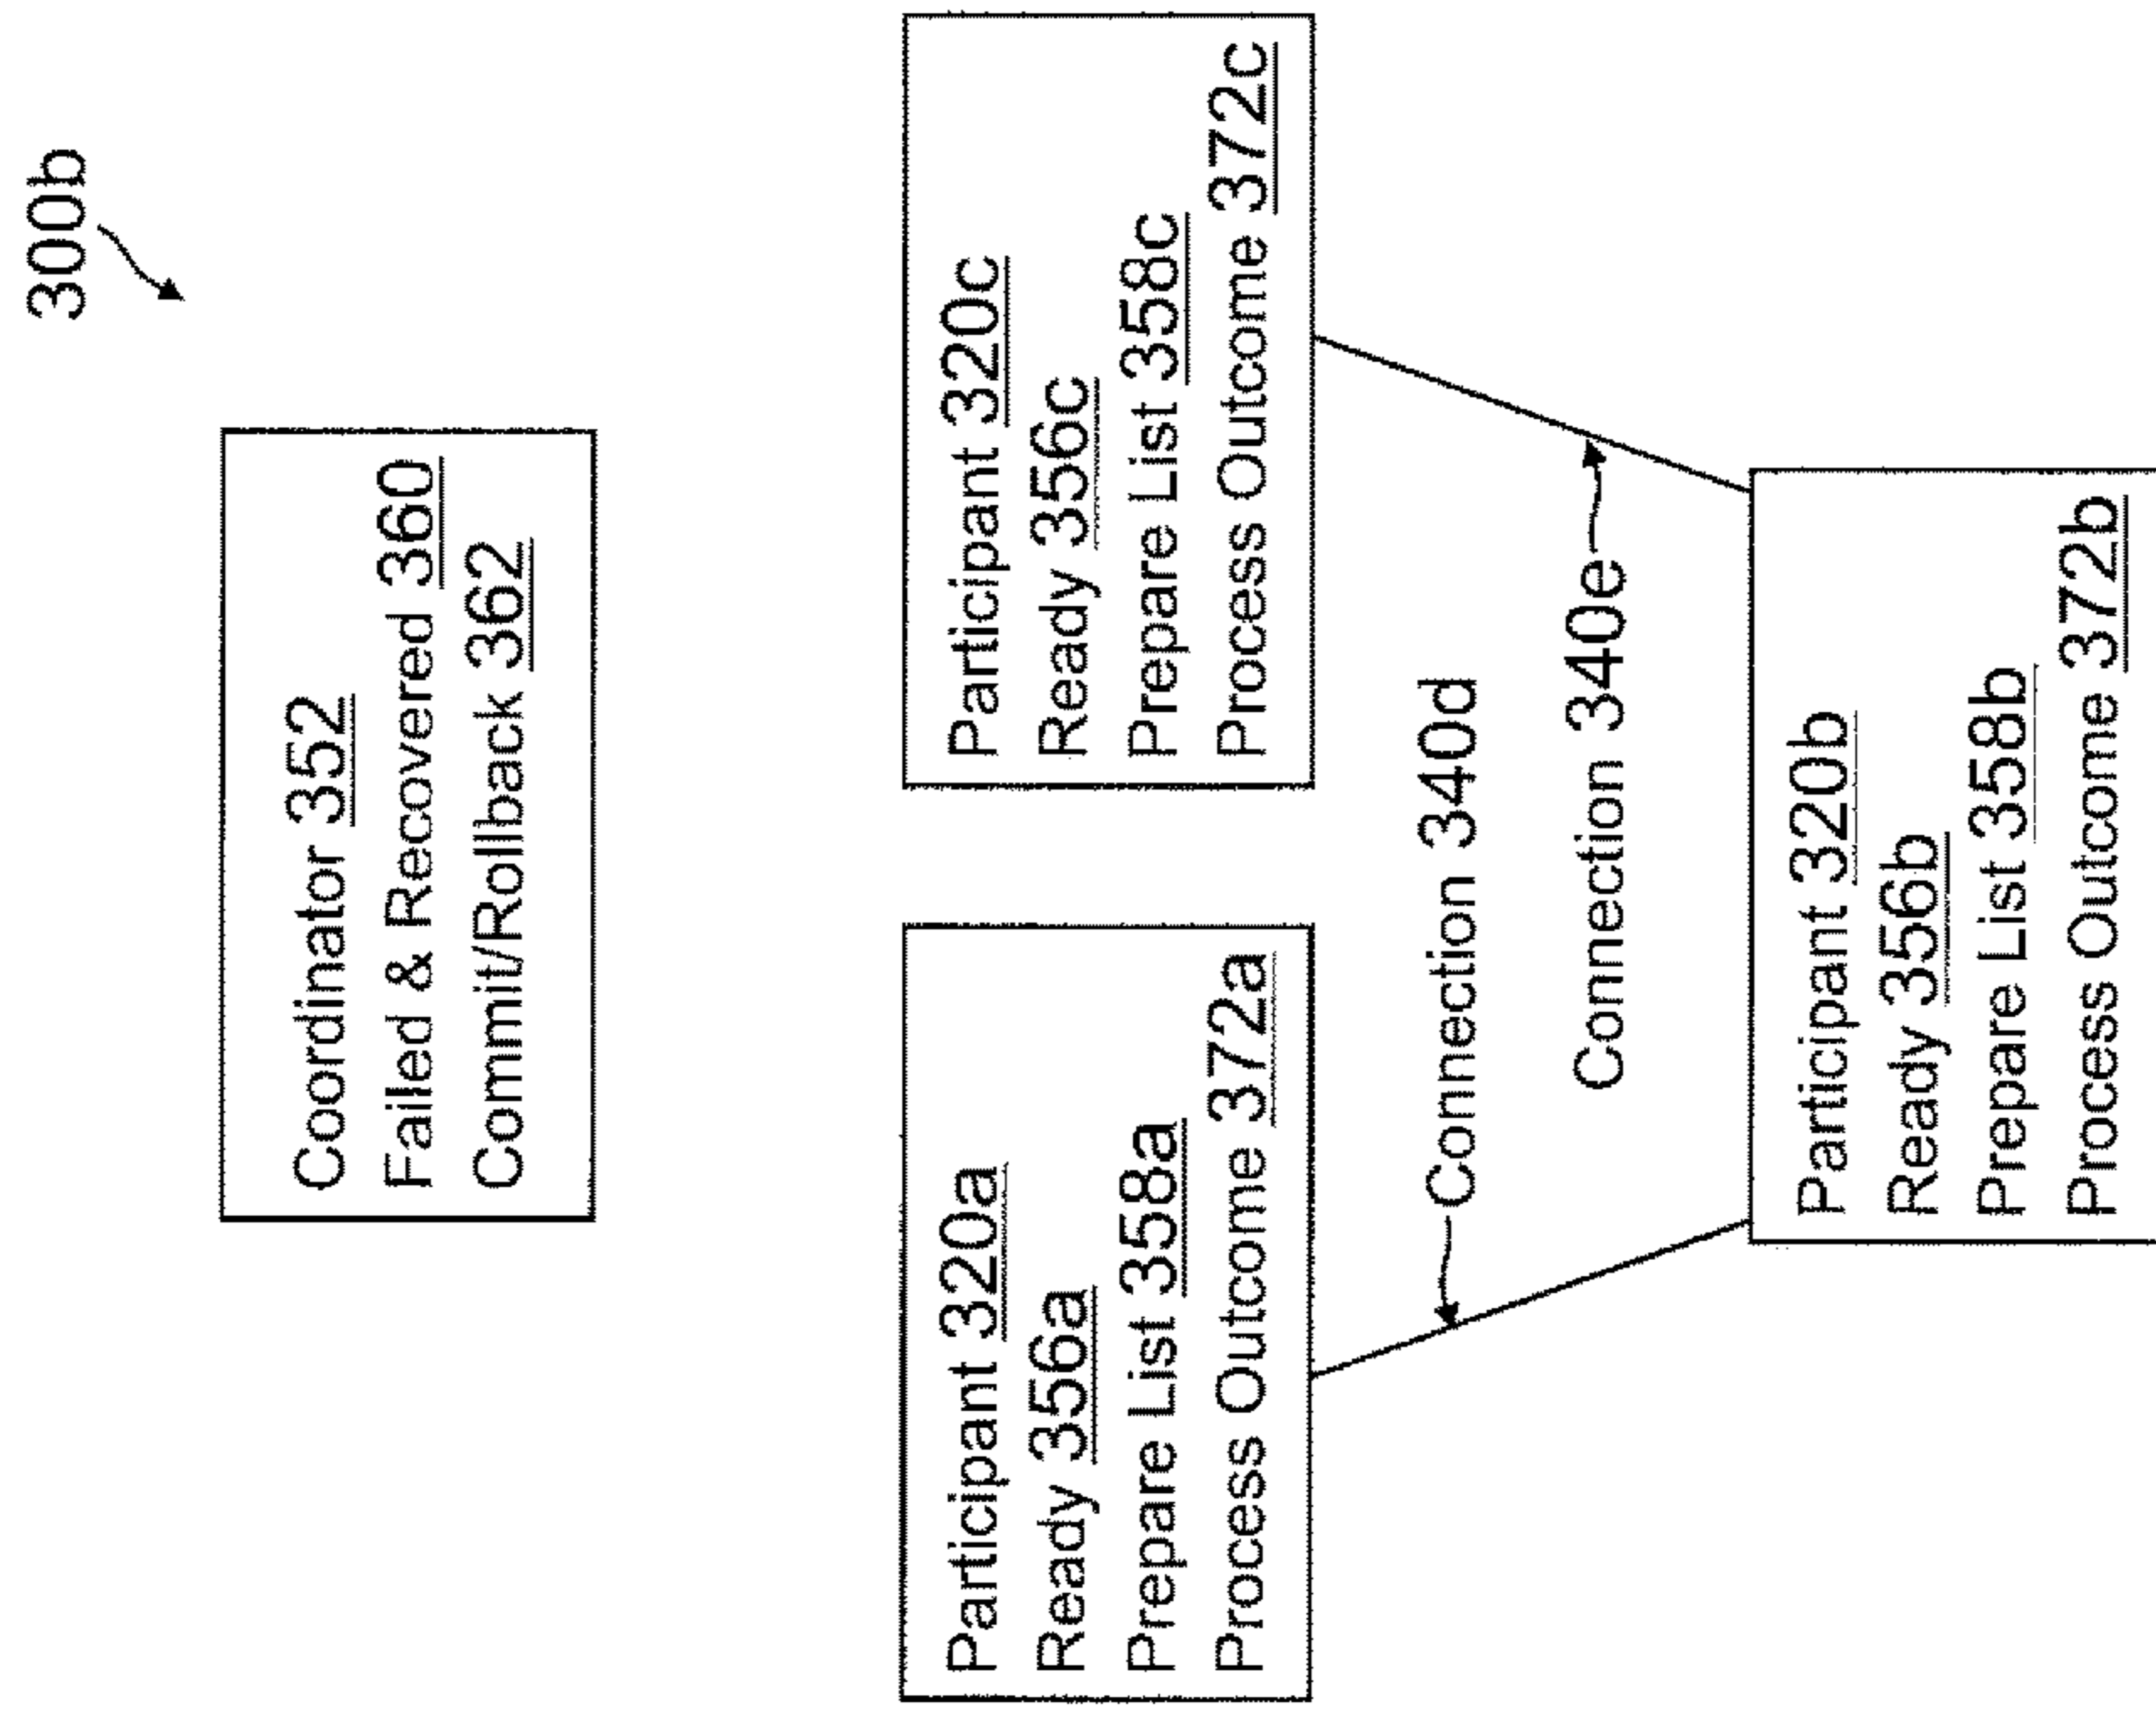 300b
Coordinator 352
Failed & Recovered 360
Commit/Rollback 362
Participant 320a
Ready 356a
Prepare List 358a
Process Outcome 372a
Participant 320c
Ready 356c
Prepare List 358c
Process Outcome 372c
Connection 340d
Connection 340e
Participant 320b
Ready 356b
Prepare List 358b
Process Outcome 372b